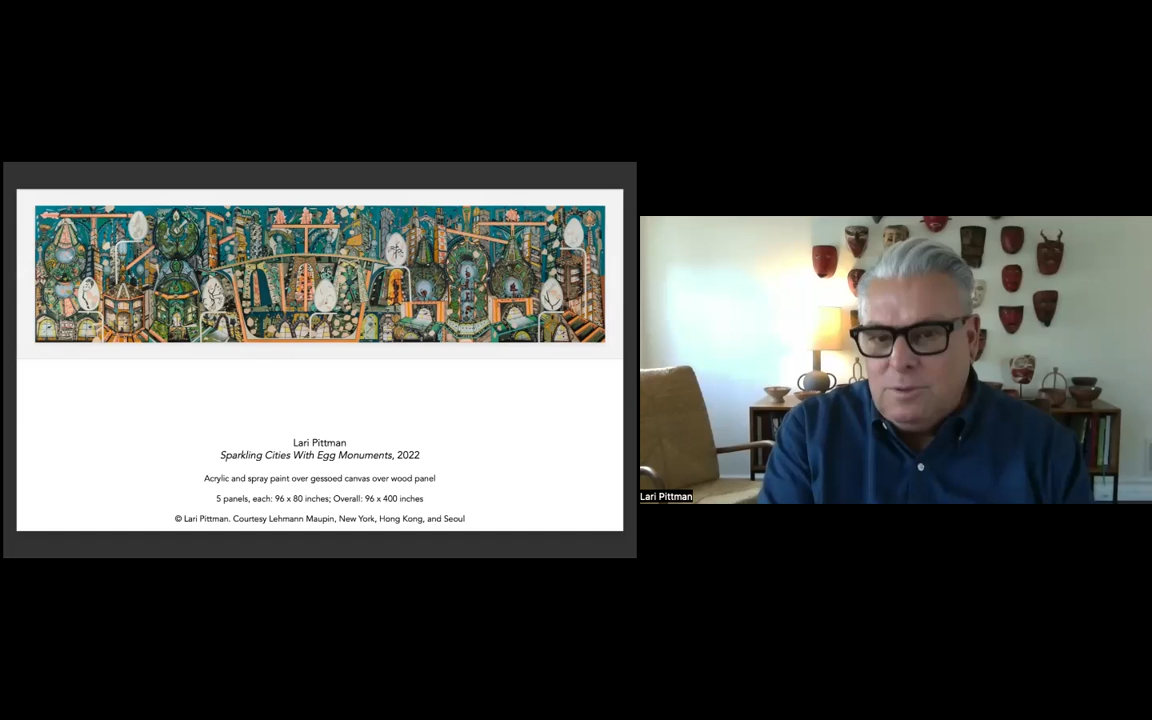 Lari Pittman
Sparkling Cities With Egg Monuments, 2022
Acrylic and spray paint over gessoed canvas over wood panel
5 panels, each: 96 x 80 inches; Overall: 96 x 400 inches
© Lari Pittman. Courtesy Lehmann Maupin, New York, Hong Kong, and Seoul
Lari Pittman